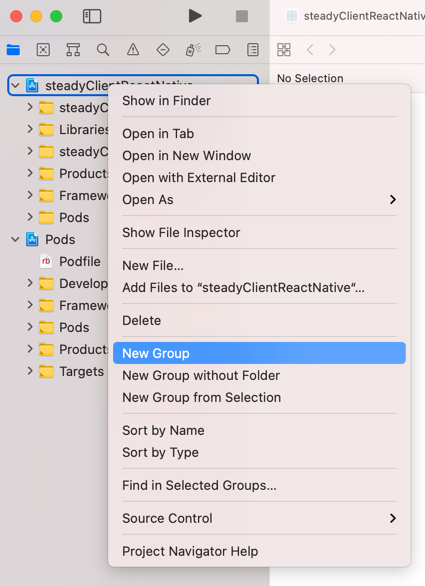 steadyClientReactNativ
No Selection
steadyClientReactNative
steadyC
Libraries
steadyC
Products
Framew
Pods
Pods
Podfile
Develop
Framew
Pods
Products
Targets
Show in Finder
Open in Tab
Open in New Window
Open with External Editor
Open As
Show File Inspector
New File...
Add Files to “steadyClientReactNative“...
Delete
New Group
New Group without Folder
New Group from Selection
Sort by Name
Sort by Type
Find in Selected Groups...
Source Control
Project Navigator Help